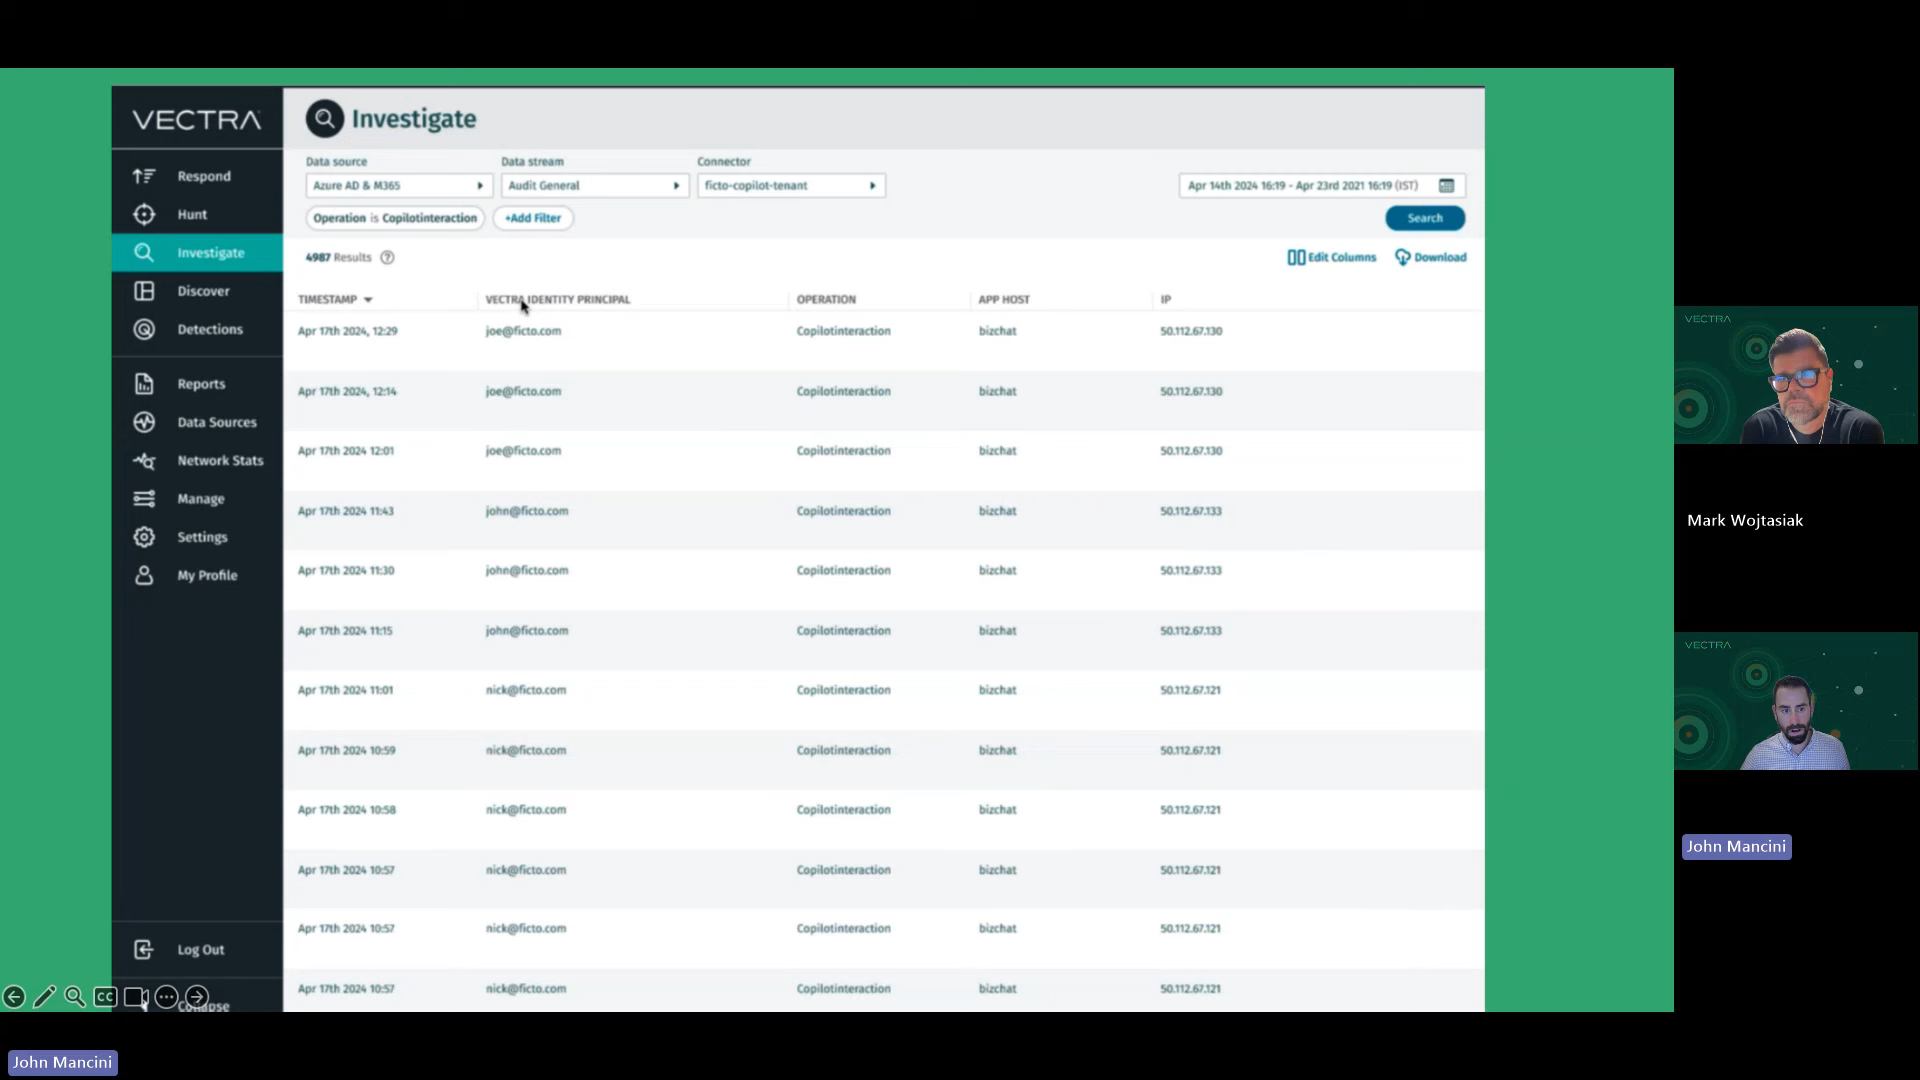 VECTRA
Investigate
Respond
Hunt
Investigate
Discover
Detections
Reports
Data Sources
Network Stats
Manage
Settings
My Profile
Log Out
Collapse
Data source
Data stream
Connector
Azure AD & M365
Audit General
ficto-copilot-tenant
Apr 14th 2024 16:19 - Apr 23rd 2021 16:19 (IST)
Operation is Copilotinteraction
+Add Filter
Search
4987 Results
Edit Columns
Download
TIMESTAMP VECTRA IDENTITY PRINCIPAL OPERATION APP HOST IP
Apr 17th 2024, 12:29 joe@ficto.com Copilotinteraction bizchat 50.112.67.130
Apr 17th 2024, 12:14 joe@ficto.com Copilotinteraction bizchat 50.112.67.130
Apr 17th 2024 12:01 joe@ficto.com Copilotinteraction bizchat 50.112.67.130
Apr 17th 2024 11:43 john@ficto.com Copilotinteraction bizchat 50.112.67.133
Apr 17th 2024 11:30 john@ficto.com Copilotinteraction bizchat 50.112.67.133
Apr 17th 2024 11:15 john@ficto.com Copilotinteraction bizchat 50.112.67.133
Apr 17th 2024 11:01 nick@ficto.com Copilotinteraction bizchat 50.112.67.121
Apr 17th 2024 10:59 nick@ficto.com Copilotinteraction bizchat 50.112.67.121
Apr 17th 2024 10:58 nick@ficto.com Copilotinteraction bizchat 50.112.67.121
Apr 17th 2024 10:57 nick@ficto.com Copilotinteraction bizchat 50.112.67.121
Apr 17th 2024 10:57 nick@ficto.com Copilotinteraction bizchat 50.112.67.121
Apr 17th 2024 10:57 nick@ficto.com Copilotinteraction bizchat 50.112.67.121
CC
VECTRA
Mark Wojtasiak
VECTRA
John Mancini
John Mancini